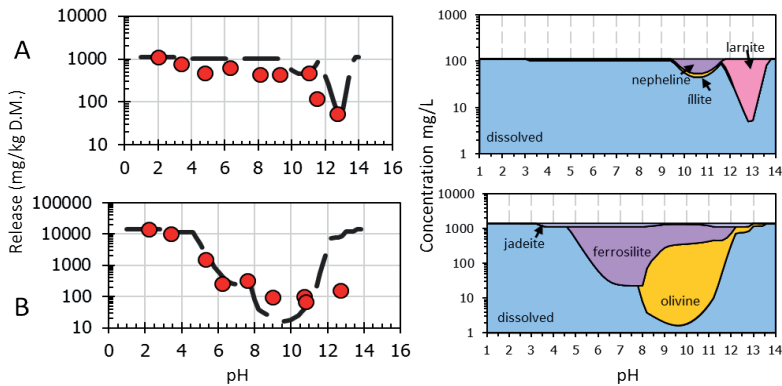 A
10000
1000
100
10
0 2 4 6 8 10 12 14 16
1000
100
10
1
1 2 3 4 5 6 7 8 9 10 11 12 13 14
larnite
nepheline
illite
dissolved
Release (mg/kg D.M.)
Concentration mg/L
B
100000
10000
1000
100
10
0 2 4 6 8 10 12 14 16
pH
10000
1000
100
10
1
1 2 3 4 5 6 7 8 9 10 11 12 13 14
jadeite
ferrosilite
olivine
dissolved
pH